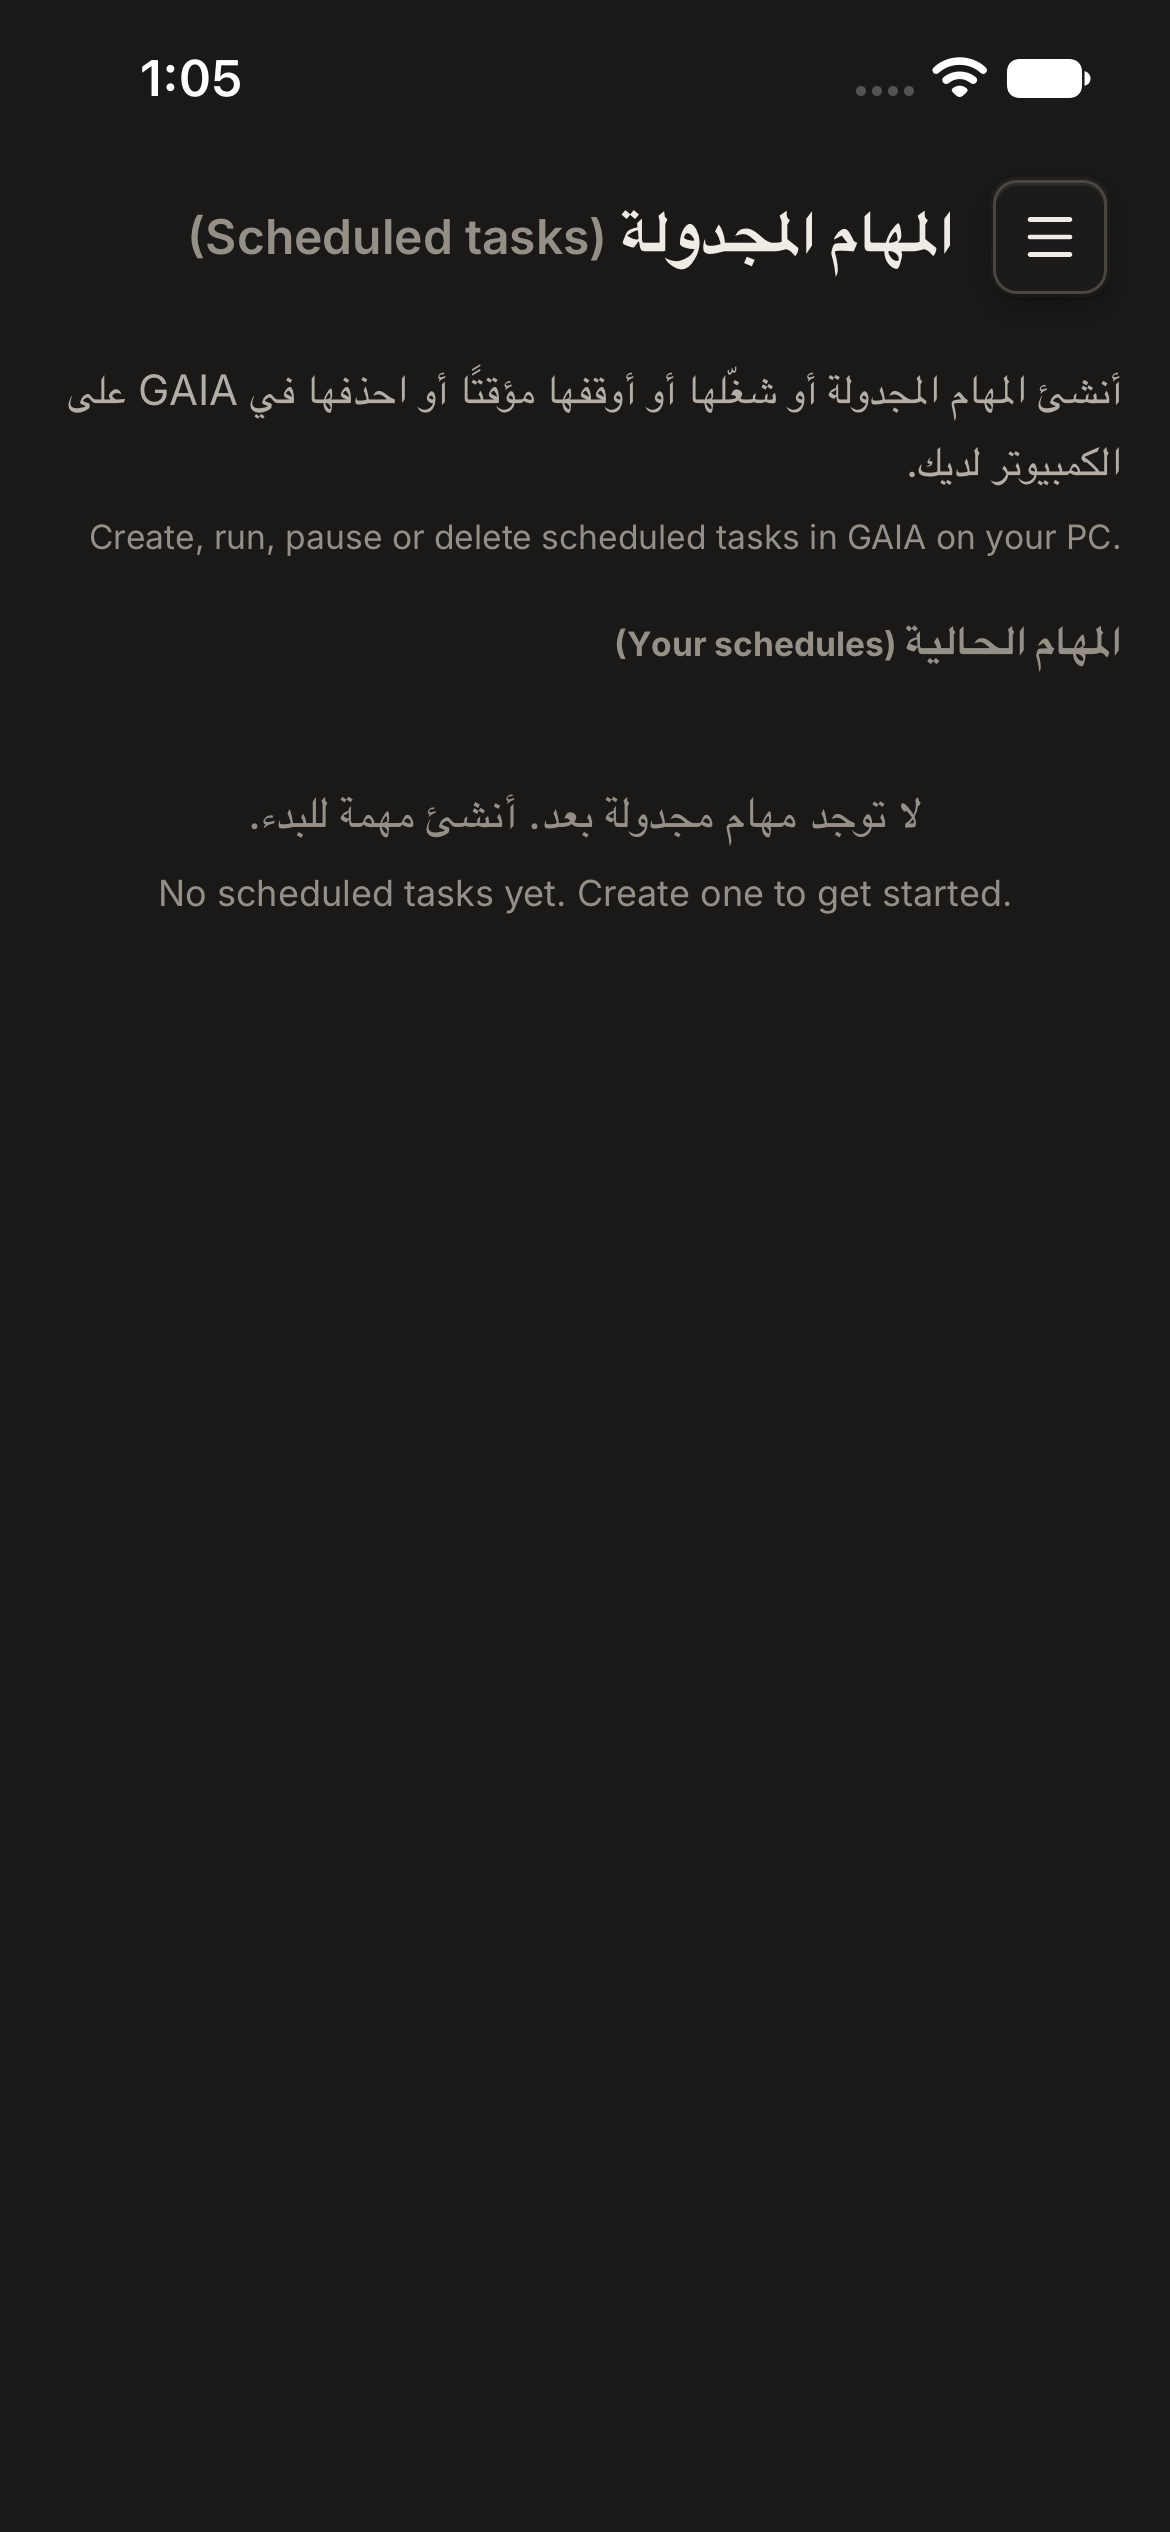 1:05
المهام المجدولة (Scheduled tasks)
أنشئ المهام المجدولة أو شغّلها أو أوقفها مؤقتًا أو احذفها في GAIA على
الكمبيوتر لديك.
Create, run, pause or delete scheduled tasks in GAIA on your PC.
المهام الحالية (Your schedules)
لا توجد مهام مجدولة بعد. أنشئ مهمة للبدء.
No scheduled tasks yet. Create one to get started.